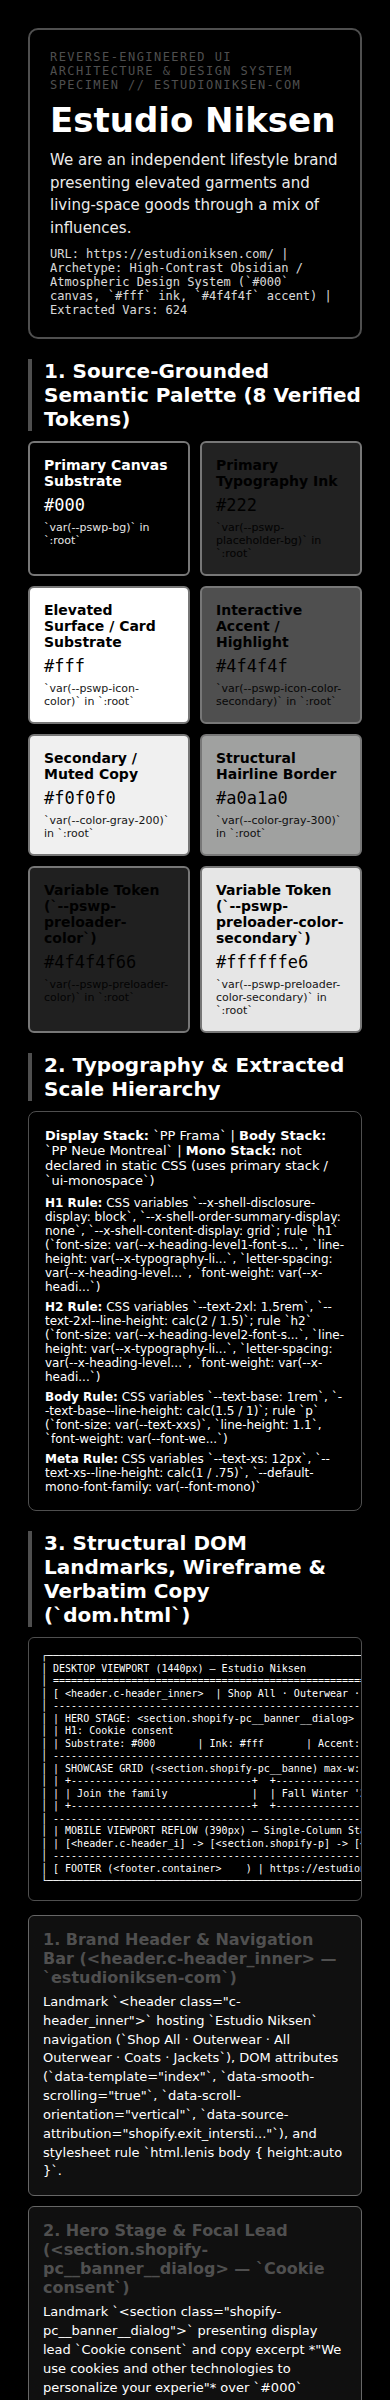 REVERSE-ENGINEERED UI
ARCHITECTURE & DESIGN SYSTEM
SPECIMEN // ESTUDIONIKSEN-COM
Estudio Niksen
We are an independent lifestyle brand
presenting elevated garments and
living-space goods through a mix of
influences.
URL: https://estudioniksen.com/ |
Archetype: High-Contrast Obsidian /
Atmospheric Design System (`#000`
canvas, `#fff` ink, `#4f4f4f` accent) |
Extracted Vars: 624
1. Source-Grounded
Semantic Palette (8 Verified
Tokens)
Primary Canvas
Substrate
#000
`var(--pswp-bg)` in
`:root`
Primary
Typography Ink
#222
`var(--pswp-
placeholder-bg)` in
`:root`
Elevated
Surface / Card
Substrate
#fff
`var(--pswp-icon-
color)` in `:root`
Interactive
Accent /
Highlight
#4f4f4f
`var(--pswp-icon-color-
secondary)` in `:root`
Secondary /
Muted Copy
#f0f0f0
`var(--color-gray-200)`
in `:root`
Structural
Hairline Border
#a0a1a0
`var(--color-gray-300)`
in `:root`
Variable Token
(`--pswp-
preloader-
color`)
#4f4f4f66
`var(--pswp-preloader-
color)` in `:root`
Variable Token
(`--pswp-
preloader-color-
secondary`)
#ffffffe6
`var(--pswp-preloader-
color-secondary)` in
`:root`
2. Typography & Extracted
Scale Hierarchy
Display Stack: `PP Frama` | Body Stack:
`PP Neue Montreal` | Mono Stack: not
declared in static CSS (uses primary stack /
`ui-monospace`)
H1 Rule: CSS variables `--x-shell-disclosure-
display: block`, `--x-shell-order-summary-display:
none`, `--x-shell-content-display: grid`; rule `h1`
(`font-size: var(--x-heading-level1-font-s...`, `line-
height: var(--x-typography-li...`, `letter-spacing:
var(--x-heading-level...`, `font-weight: var(--x-
headi...`)
H2 Rule: CSS variables `--text-2xl: 1.5rem`, `--
text-2xl--line-height: calc(2 / 1.5)`; rule `h2`
(`font-size: var(--x-heading-level2-font-s...`, `line-
height: var(--x-typography-li...`, `letter-spacing:
var(--x-heading-level...`, `font-weight: var(--x-
headi...`)
Body Rule: CSS variables `--text-base: 1rem`, `-
-text-base--line-height: calc(1.5 / 1)`; rule `p`
(`font-size: var(--text-xxs)`, `line-height: 1.1`,
`font-weight: var(--font-we...`)
Meta Rule: CSS variables `--text-xs: 12px`, `--
text-xs--line-height: calc(1 / .75)`, `--default-
mono-font-family: var(--font-mono)`
3. Structural DOM
Landmarks, Wireframe &
Verbatim Copy
(`dom.html`)
DESKTOP VIEWPORT (1440px) — Estudio Niksen
[ <header.c-header_inner> | Shop All · Outerwear ·
HERO STAGE: <section.shopify-pc__banner__dialog>
H1: Cookie consent
Substrate: #000 | Ink: #fff | Accent:
SHOWCASE GRID (<section.shopify-pc__banne) max-w:
| Join the family | | Fall Winter '
MOBILE VIEWPORT REFLOW (390px) — Single-Column St
[<header.c-header_i] -> [<section.shopify-p] -> [
[ FOOTER (<footer.container> ) | https://estudio
1. Brand Header & Navigation
Bar (<header.c-header_inner> —
`estudioniksen-com`)
Landmark `<header class="c-
header_inner">` hosting `Estudio Niksen`
navigation (`Shop All · Outerwear · All
Outerwear · Coats · Jackets`), DOM attributes
(`data-template="index"`, `data-smooth-
scrolling="true"`, `data-scroll-
orientation="vertical"`, `data-source-
attribution="shopify.exit_intersti..."`), and
stylesheet rule `html.lenis body { height:auto
}`.
2. Hero Stage & Focal Lead
(<section.shopify-
pc__banner__dialog> — `Cookie
consent`)
Landmark `<section class="shopify-
pc__banner__dialog">` presenting display
lead `Cookie consent` and copy excerpt *"We
use cookies and other technologies to
personalize your experie"* over `#000`